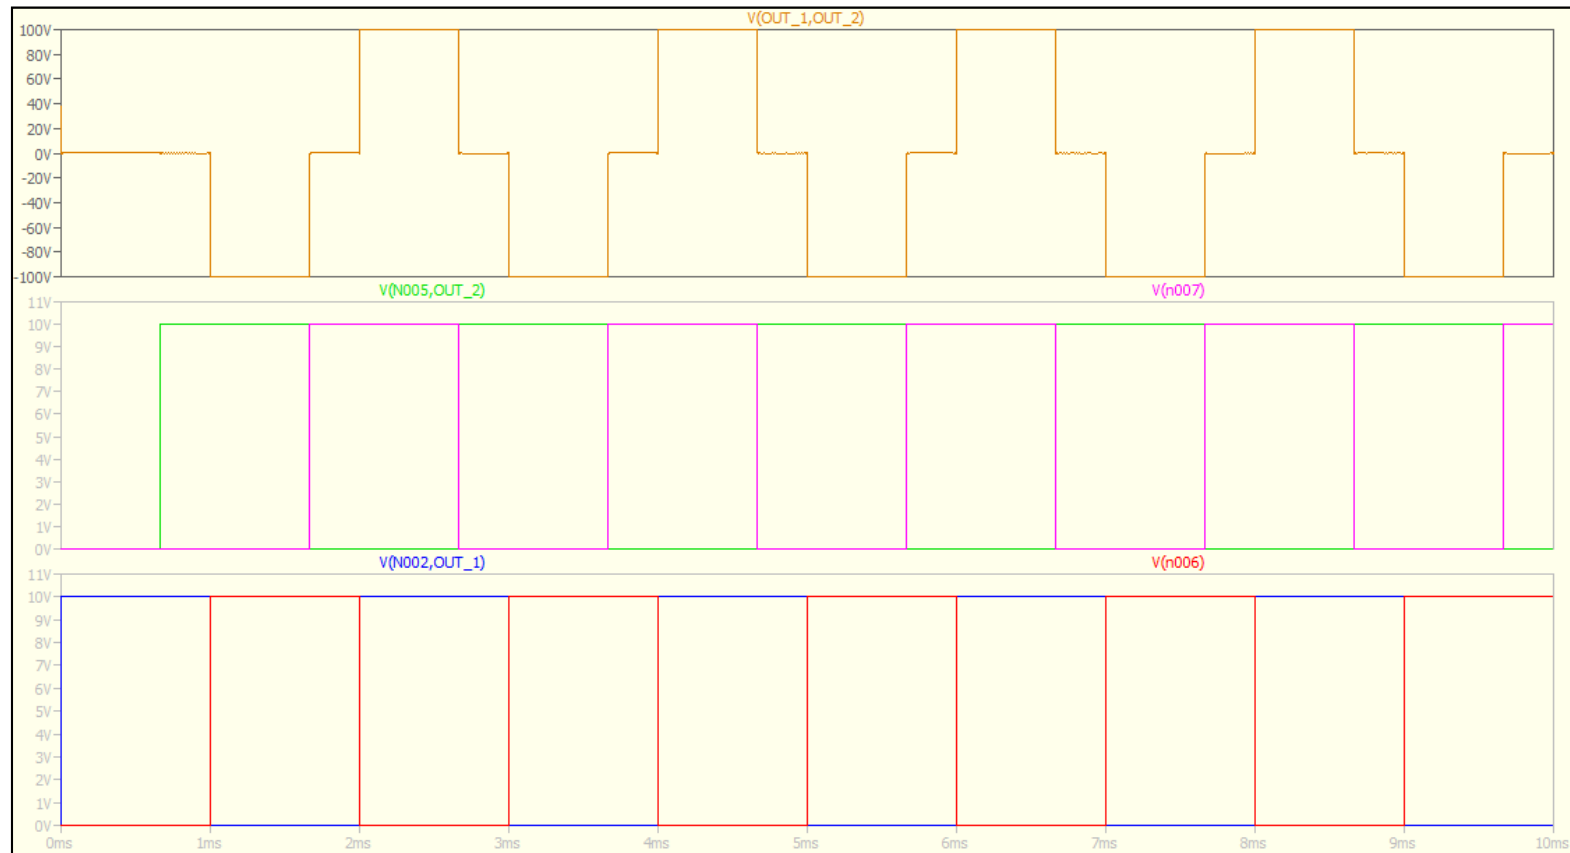 V(OUT_1,OUT_2)
100V
80V
60V
40V
20V
0V
-20V
-40V
-60V
-80V
-100V
V(N005,OUT_2) V(n007)
11V
10V
9V
8V
7V
6V
5V
4V
3V
2V
1V
0V
V(N002,OUT_1) V(n006)
11V
10V
9V
8V
7V
6V
5V
4V
3V
2V
1V
0V
0ms 1ms 2ms 3ms 4ms 5ms 6ms 7ms 8ms 9ms 10ms